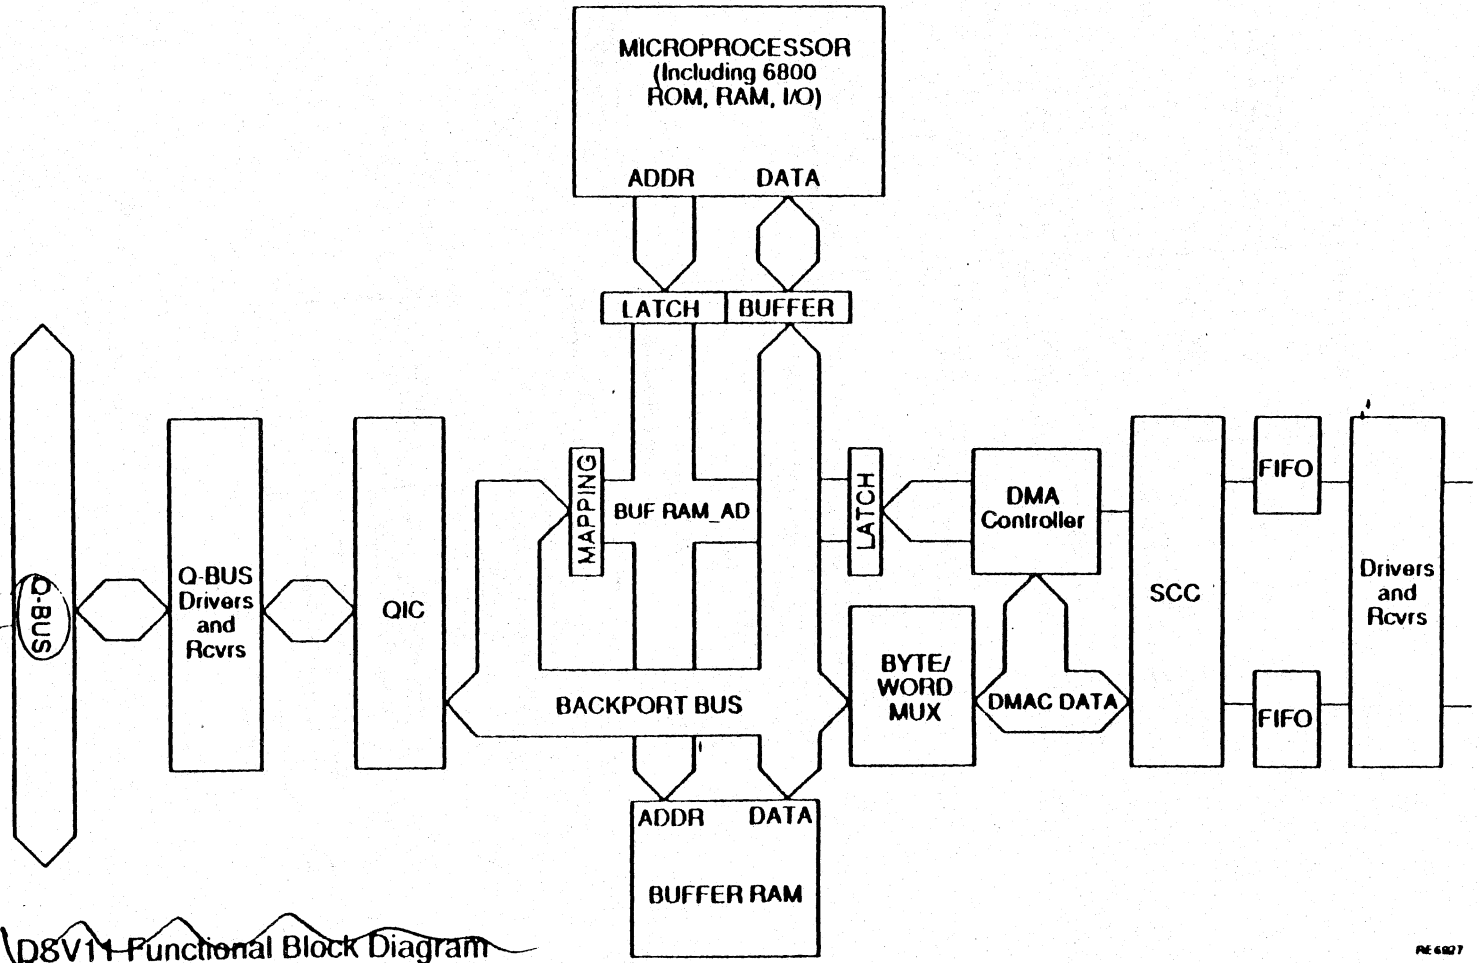 MICROPROCESSOR
(Including 6800
ROM, RAM, I/O)
ADDR DATA
LATCH BUFFER
MAPPING
BUF RAM_AD
LATCH
DMA
Controller
FIFO
Q-BUS
Q-BUS
Drivers
and
Rcvrs
QIC
SCC
Drivers
and
Rcvrs
BYTE/
WORD
MUX
DMAC DATA
BACKPORT BUS
FIFO
ADDR DATA
BUFFER RAM
D8V11 Functional Block Diagram
RE6827